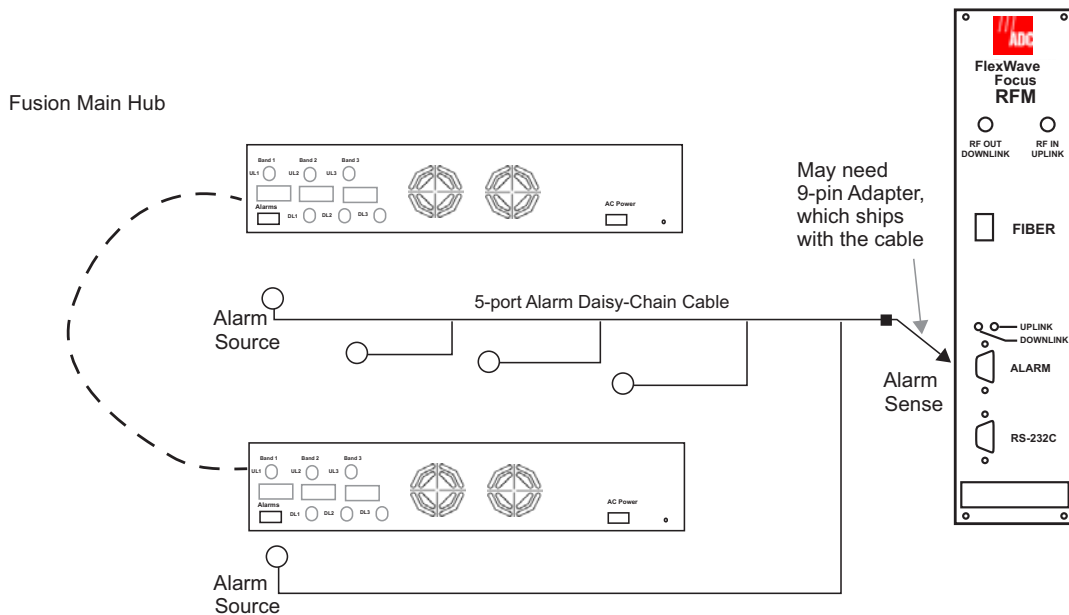 Fusion Main Hub
Band 1 Band 2 Band 3
UL1 UL2 UL3
Alarms
DL1 DL2 DL3
AC Power
ADC
FlexWave
Focus
RFM
RF OUT
DOWNLINK
RF IN
UPLINK
FIBER
UPLINK
DOWNLINK
ALARM
RS-232C
May need
9-pin Adapter,
which ships
with the cable
5-port Alarm Daisy-Chain Cable
Alarm
Source
Alarm
Sense
Band 1 Band 2 Band 3
UL1 UL2 UL3
Alarms
DL1 DL2 DL3
AC Power
Alarm
Source